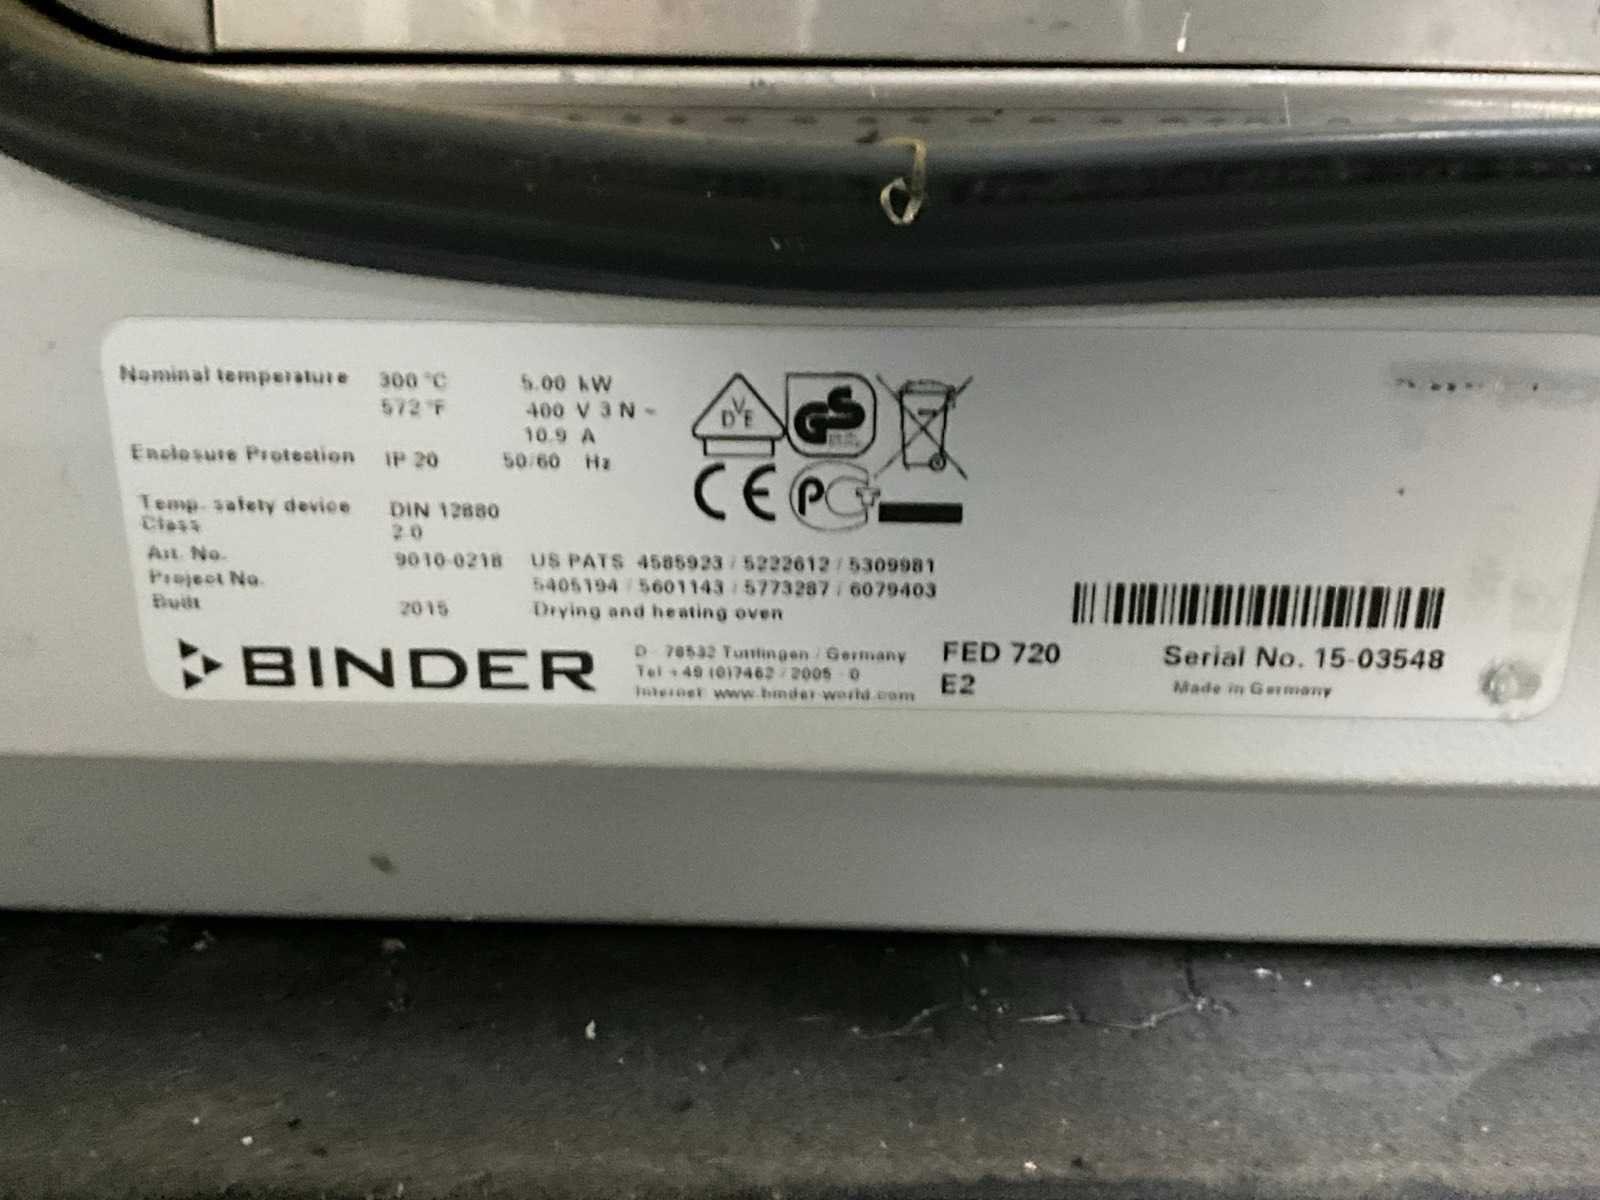 Nominal temperature 300 °C 5.00 kW
572 °F 400 V 3 N ~
10.9 A
Enclosure Protection IP 20 50/60 Hz
Temp. safety device DIN 12880
Class 2.0
Art. No. 9010-0218 US PATS 4585923 / 5222612 / 5309981
Project No. 5405194 / 5601143 / 5773287 / 6079403
Built 2015 Drying and heating oven
DVE
GS
CE
PC
BINDER
D - 78532 Tuttlingen / Germany
Tel +49 (0)7462 / 2005 - 0
Internet: www.binder-world.com
FED 720
E2
Serial No. 15-03548
Made in Germany